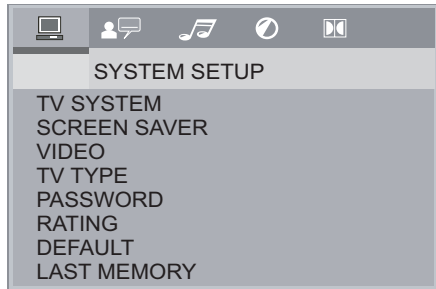 SYSTEM SETUP
TV SYSTEM
SCREEN SAVER
VIDEO
TV TYPE
PASSWORD
RATING
DEFAULT
LAST MEMORY